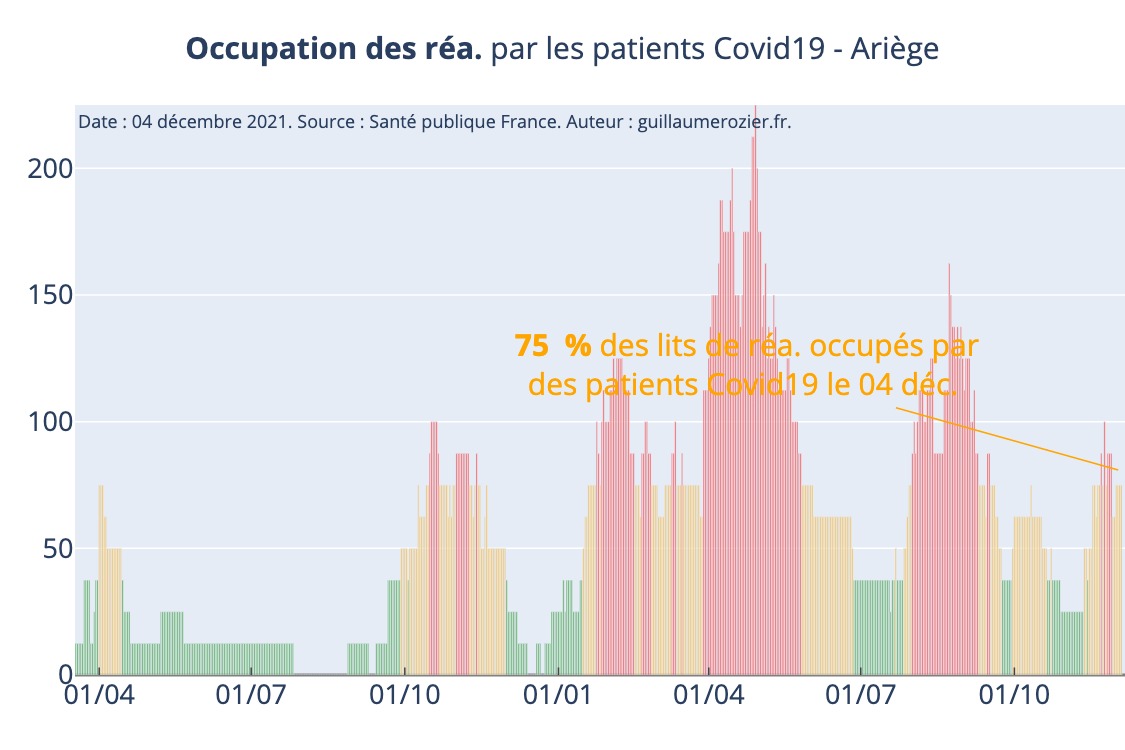 Occupation des réa. par les patients Covid19 - Ariège
Date : 04 décembre 2021. Source : Santé publique France. Auteur : guillaumerozier.fr.
200
150
75  % des lits de réa. occupés par
des patients Covid19 le 04 déc.
100
50
0
01/04 01/07 01/10 01/01 01/04 01/07 01/10